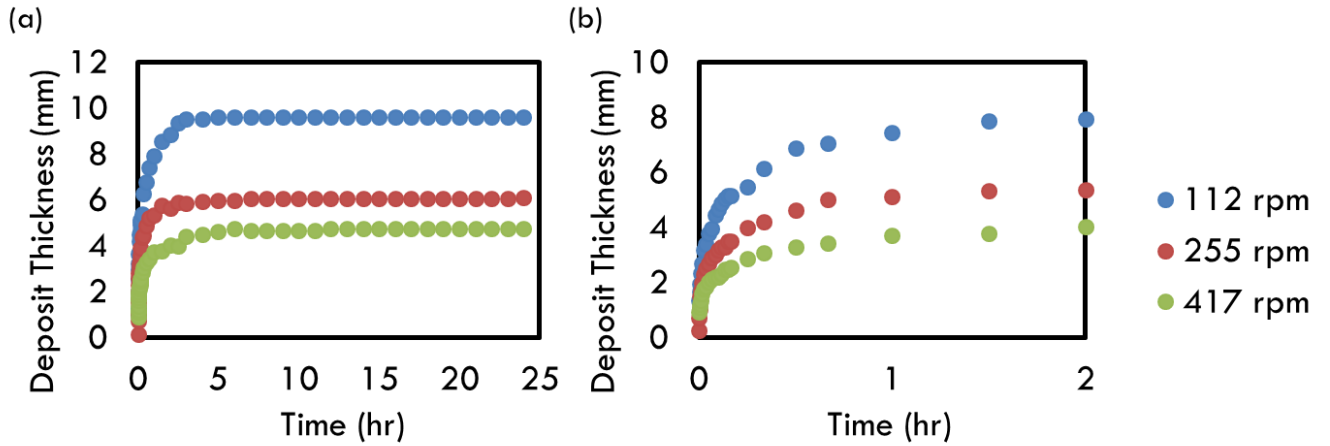 (a)
Deposit Thickness (mm)
12
10
8
6
4
2
0
0 5 10 15 20 25
Time (hr)
(b)
Deposit Thickness (mm)
10
8
6
4
2
0
0 1 2
Time (hr)
112 rpm
255 rpm
417 rpm